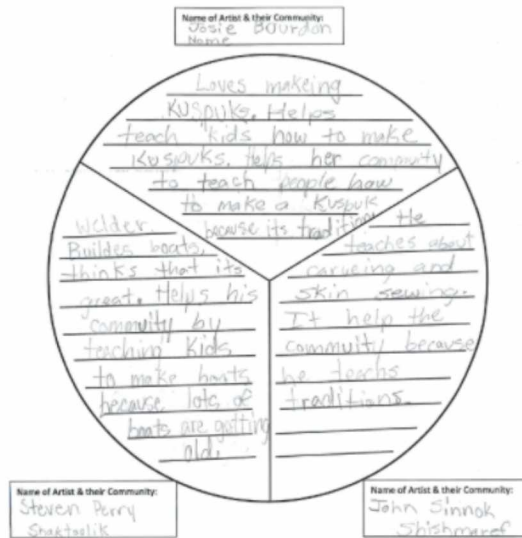 Name of Artist & their Community:
Josie Bourdon
Nome
Loves makeing
Kuspuks. Helps
teach kids how to make
Kuspuks. Helps her community
to teach people how
to make a Kuspuk
because its tradition
Welder.
Buildes boats,
thinks that its
great. Helps his
commuity by
teachin Kids
to make boats
because lots of
boats are gatting
old.
He
teaches about
carveing and
skin sewing.
It help the
commuity because
he teachs
traditions.
Name of Artist & their Community:
Steven Perry
Shaktoolik
Name of Artist & their Community:
John Sinnok
Shishmaref